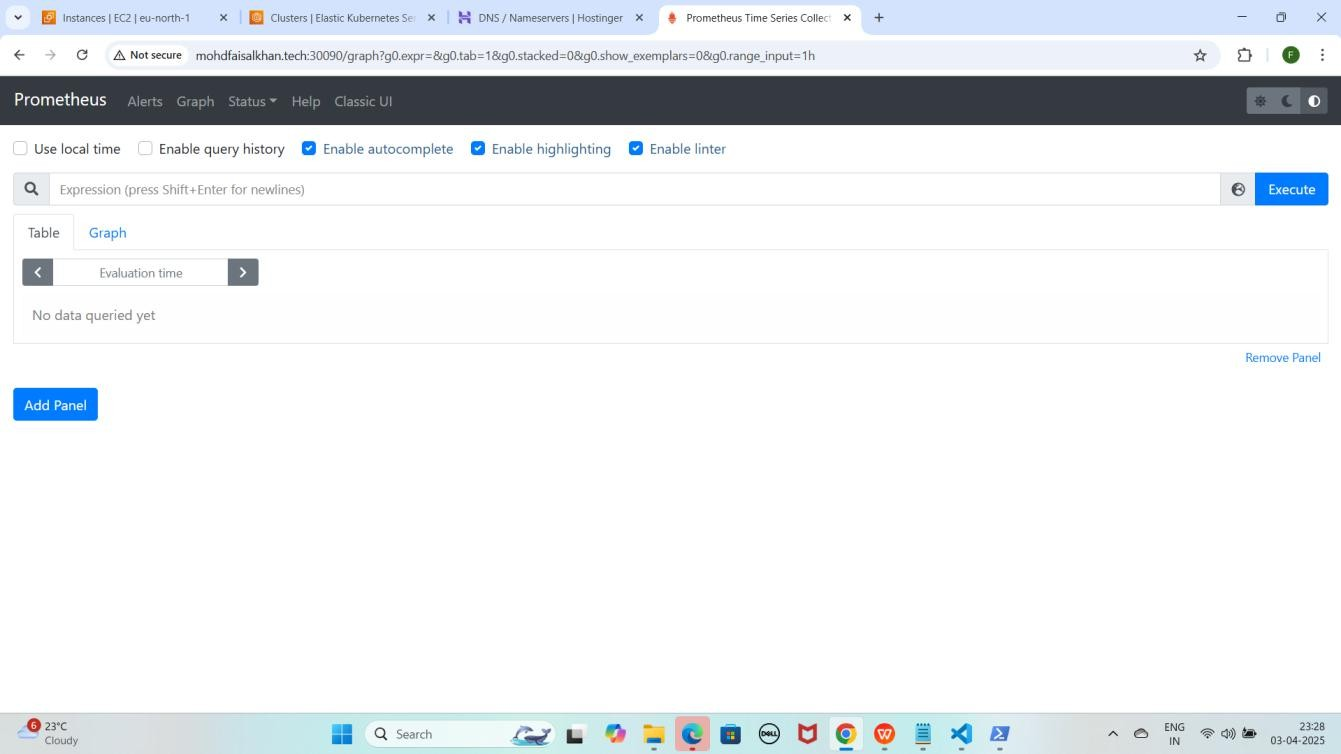 Instances | EC2 | eu-north-1
Clusters | Elastic Kubernetes Ser
DNS / Nameservers | Hostinger
Prometheus Time Series Collect
Not secure
mohdfaisalkhan.tech:30090/graph?g0.expr=&g0.tab=1&g0.stacked=0&g0.show_exemplars=0&g0.range_input=1h
F
Prometheus Alerts Graph Status Help Classic UI
Use local time Enable query history Enable autocomplete Enable highlighting Enable linter
Expression (press Shift+Enter for newlines)
Execute
Table Graph
Evaluation time
No data queried yet
Remove Panel
Add Panel
6
23°C
Cloudy
Search
DELL
W
ENG
IN
23:28
03-04-2025